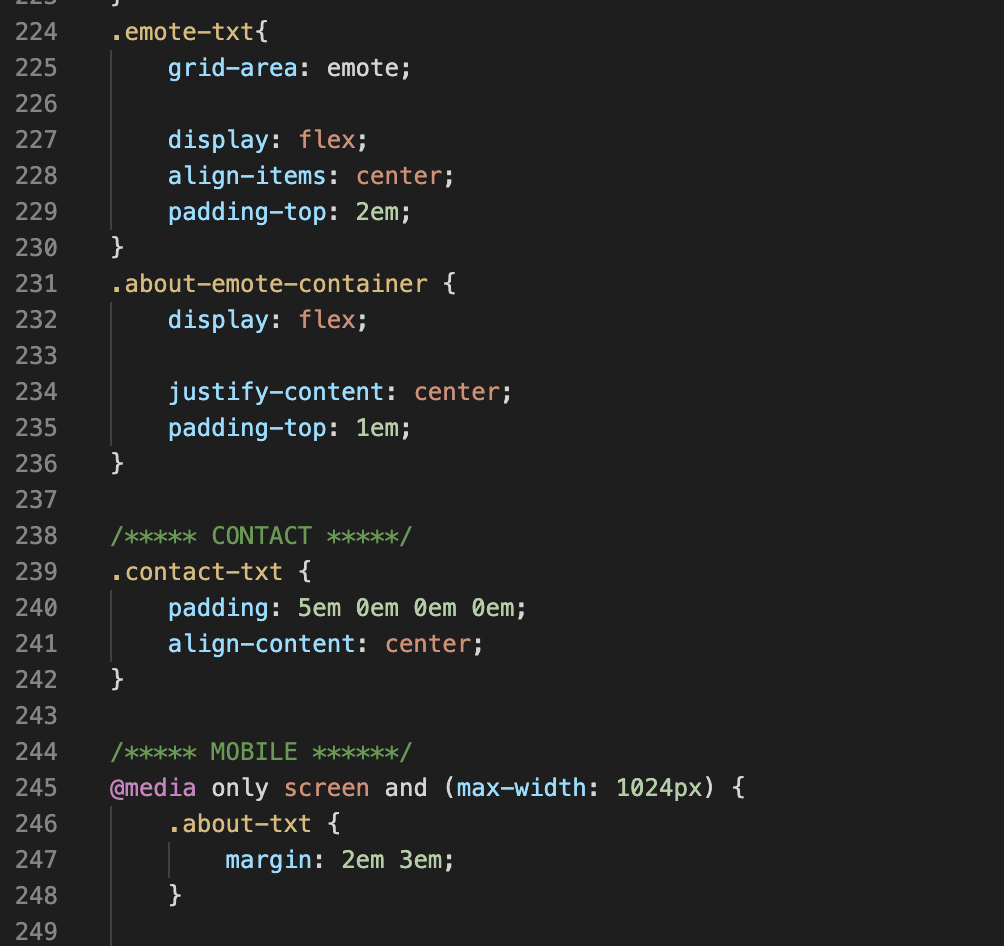 223 }
224 .emote-txt{
225 grid-area: emote;
226
227 display: flex;
228 align-items: center;
229 padding-top: 2em;
230 }
231 .about-emote-container {
232 display: flex;
233
234 justify-content: center;
235 padding-top: 1em;
236 }
237
238 /***** CONTACT *****/
239 .contact-txt {
240 padding: 5em 0em 0em 0em;
241 align-content: center;
242 }
243
244 /***** MOBILE ******/
245 @media only screen and (max-width: 1024px) {
246 .about-txt {
247 margin: 2em 3em;
248 }
249